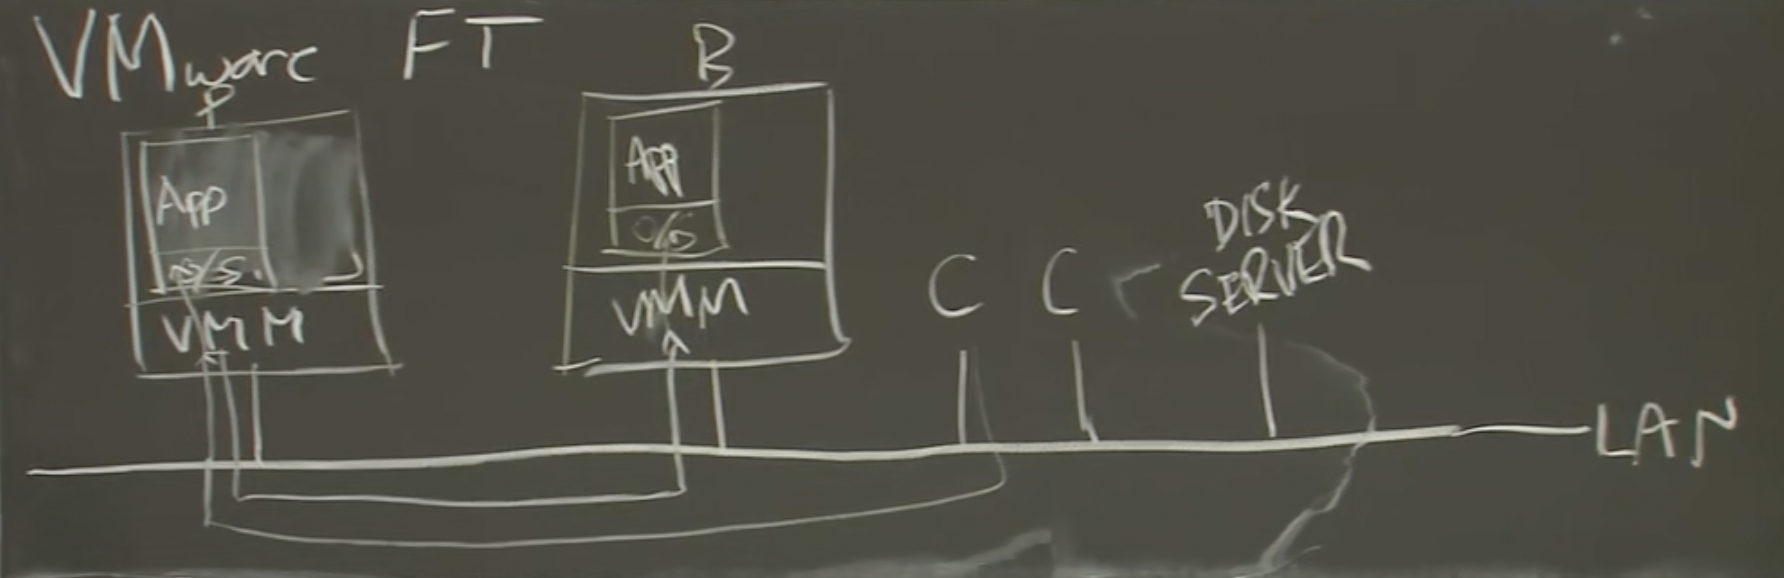 VMware FT
P
B
App
O/S.
VMM
App
O/S
VMM
C C
DISK
SERVER
LAN